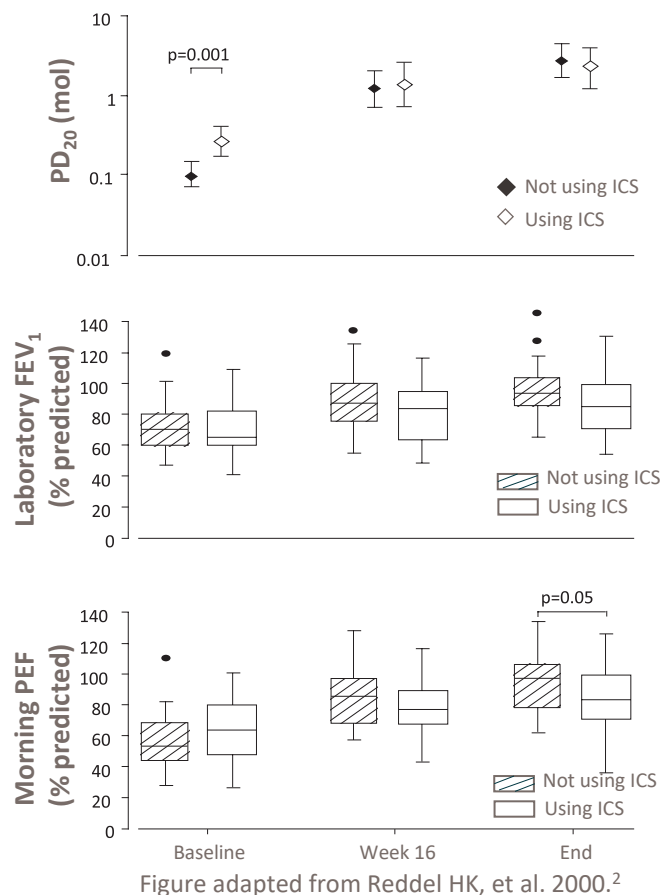 10
p=0.001
1
0.1
0.01
PD20 (mol)
Not using ICS
Using ICS
140
120
100
80
60
40
20
0
Laboratory FEV1
(% predicted)
Not using ICS
Using ICS
p=0.05
140
120
100
80
60
40
20
0
Morning PEF
(% predicted)
Not using ICS
Using ICS
Baseline Week 16 End
Figure adapted from Reddel HK, et al. 2000.2